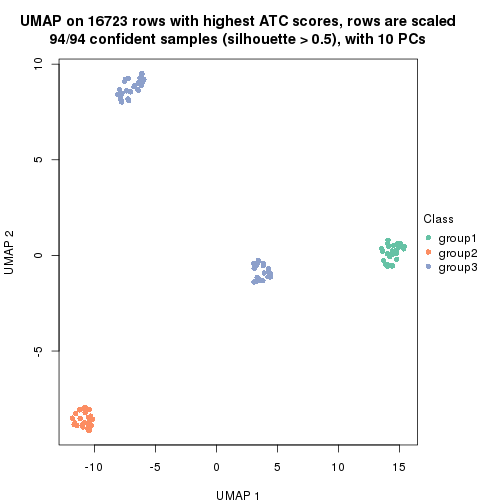 UMAP on 16723 rows with highest ATC scores, rows are scaled
94/94 confident samples (silhouette > 0.5), with 10 PCs
10
5
0
-5
UMAP 2
-10
-5
0
5
10
15
UMAP 1
Class
group1
group2
group3